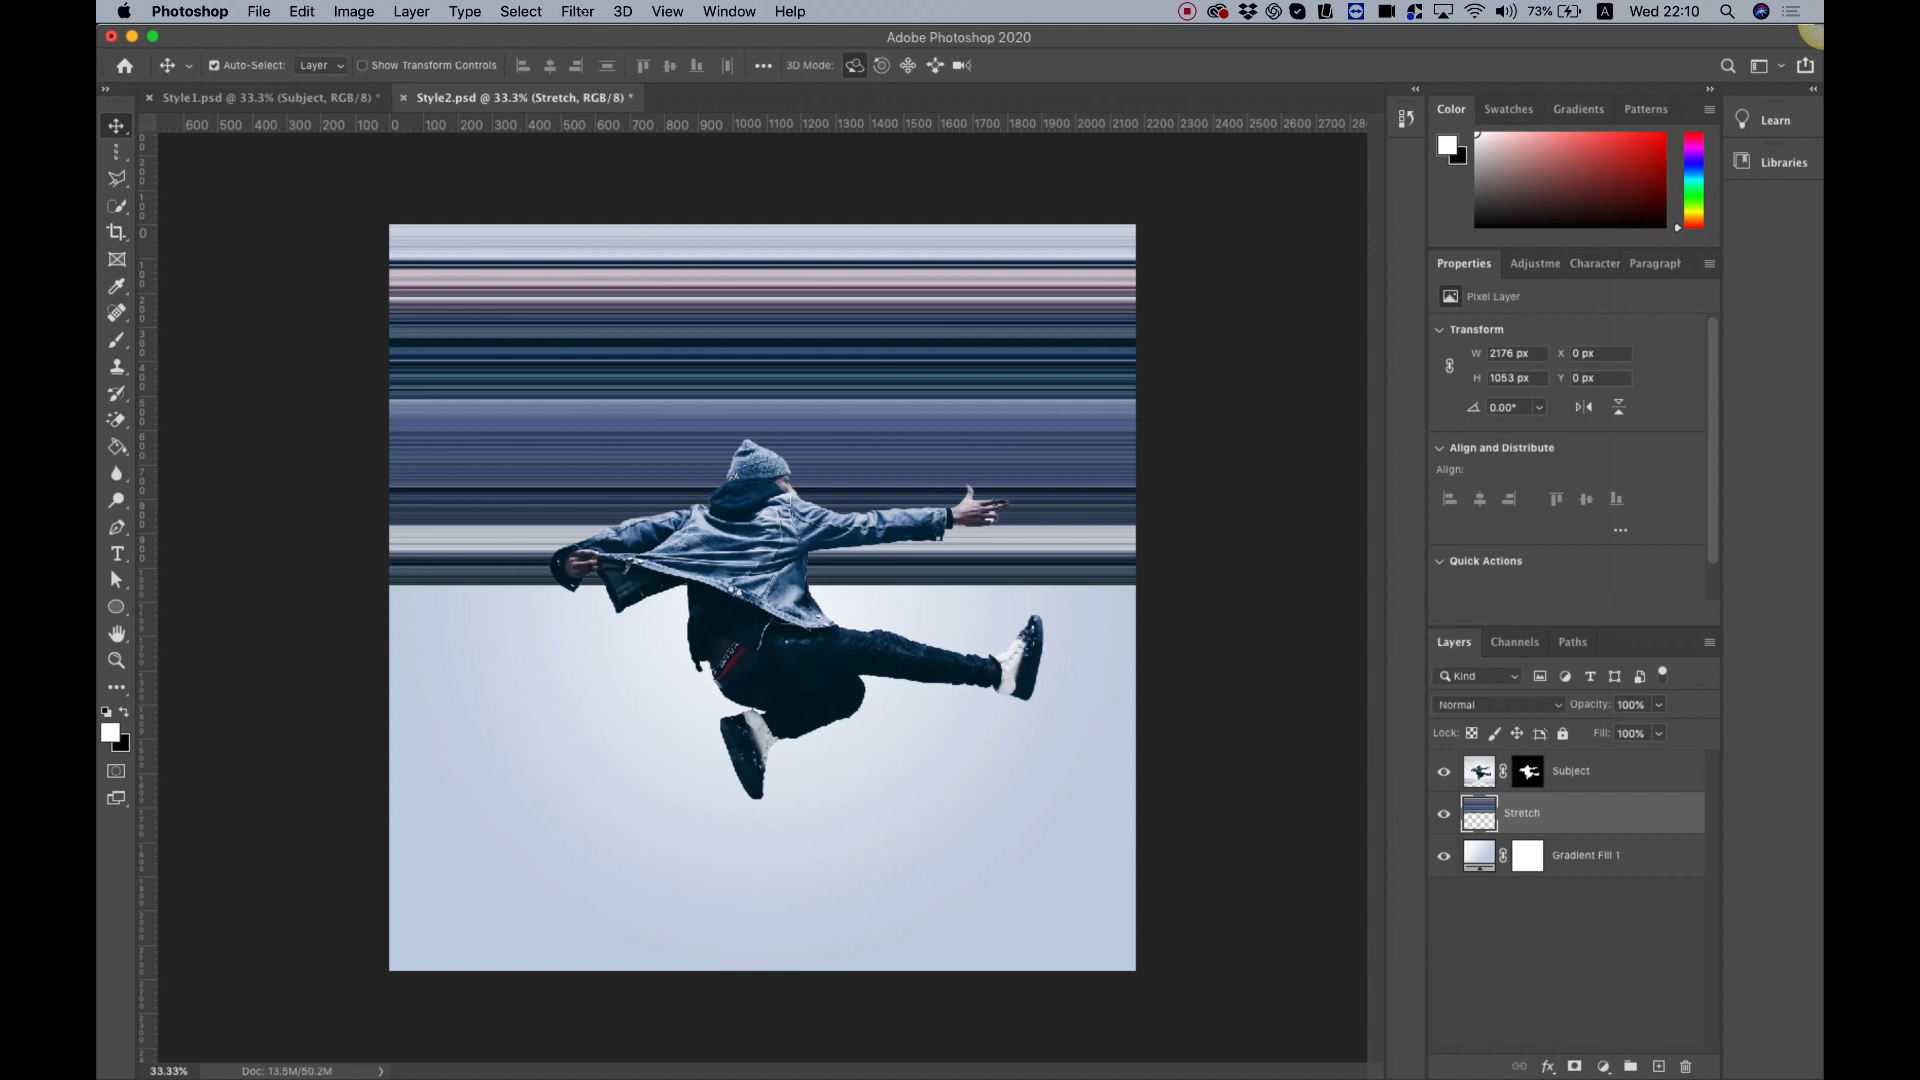 Photoshop File Edit Image Layer Type Select Filter 3D View Window Help 73% A Wed 22:10
Adobe Photoshop 2020
Auto-Select: Layer Show Transform Controls 3D Mode:
Style1.psd @ 33.3% (Subject, RGB/8) * Style2.psd @ 33.3% (Stretch, RGB/8) *
600 500 400 300 200 100 0 100 200 300 400 500 600 700 800 900 1000 1100 1200 1300 1400 1500 1600 1700 1800 1900 2000 2100 2200 2300 2400 2500 2600 2700
Color Swatches Gradients Patterns
Learn
Libraries
Properties Adjustme Character Paragraph
Pixel Layer
Transform
W 2176 px X 0 px
H 1053 px Y 0 px
0.00°
Align and Distribute
Align:
Quick Actions
Layers Channels Paths
Kind
Normal Opacity: 100%
Lock: Fill: 100%
Subject
Stretch
Gradient Fill 1
33.33% Doc: 13.5M/50.2M